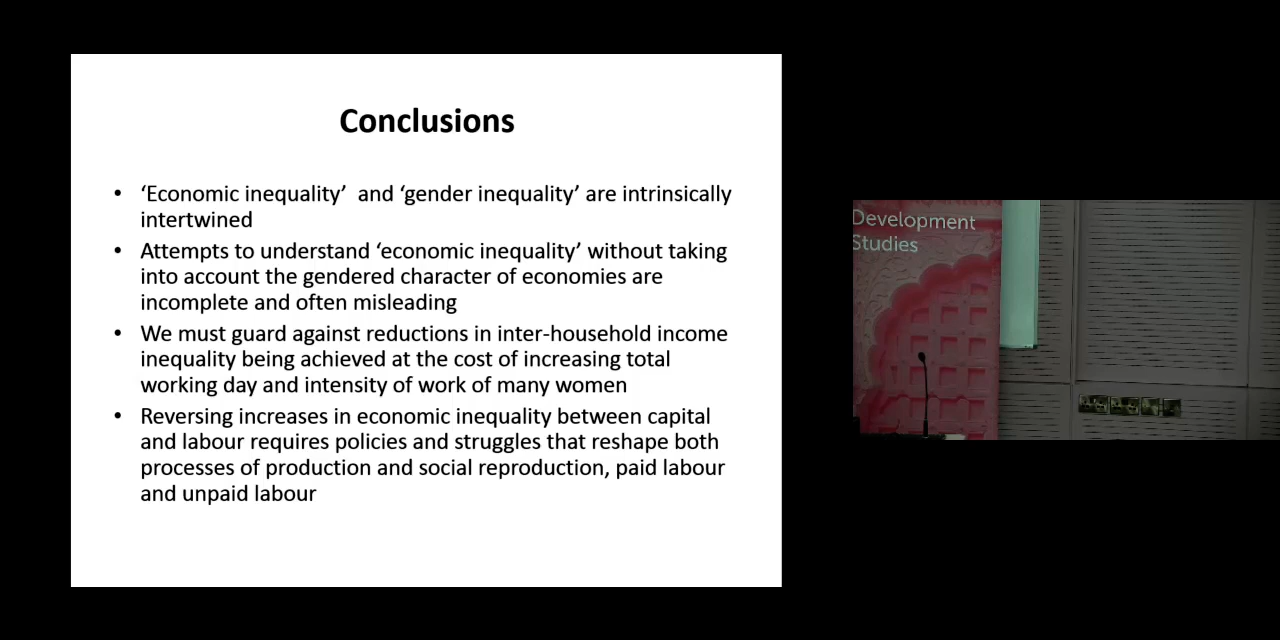 Conclusions
• ‘Economic inequality’  and ‘gender inequality’ are intrinsically
intertwined
• Attempts to understand ‘economic inequality’ without taking
into account the gendered character of economies are
incomplete and often misleading
• We must guard against reductions in inter-household income
inequality being achieved at the cost of increasing total
working day and intensity of work of many women
• Reversing increases in economic inequality between capital
and labour requires policies and struggles that reshape both
processes of production and social reproduction, paid labour
and unpaid labour
Development
Studies